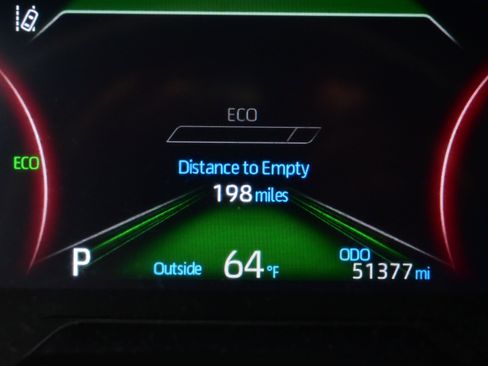 ECO
ECO
Distance to Empty
198 miles
P
Outside 64 °F
ODO
51377 mi